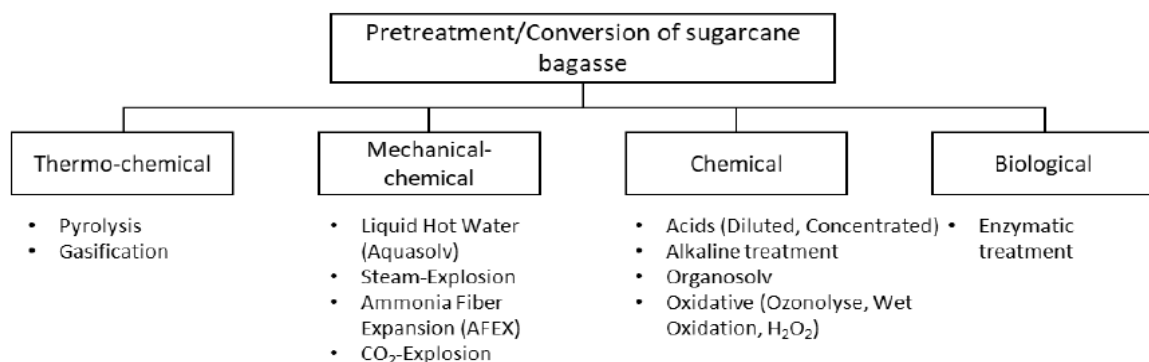 Pretreatment/Conversion of sugarcane
bagasse
Thermo-chemical
• Pyrolysis
• Gasification
Mechanical-
chemical
• Liquid Hot Water
(Aquasolv)
• Steam-Explosion
• Ammonia Fiber
Expansion (AFEX)
• CO₂-Explosion
Chemical
• Acids (Diluted, Concentrated)
• Alkaline treatment
• Organosolv
• Oxidative (Ozonolyse, Wet
Oxidation, H₂O₂)
Biological
• Enzymatic
treatment